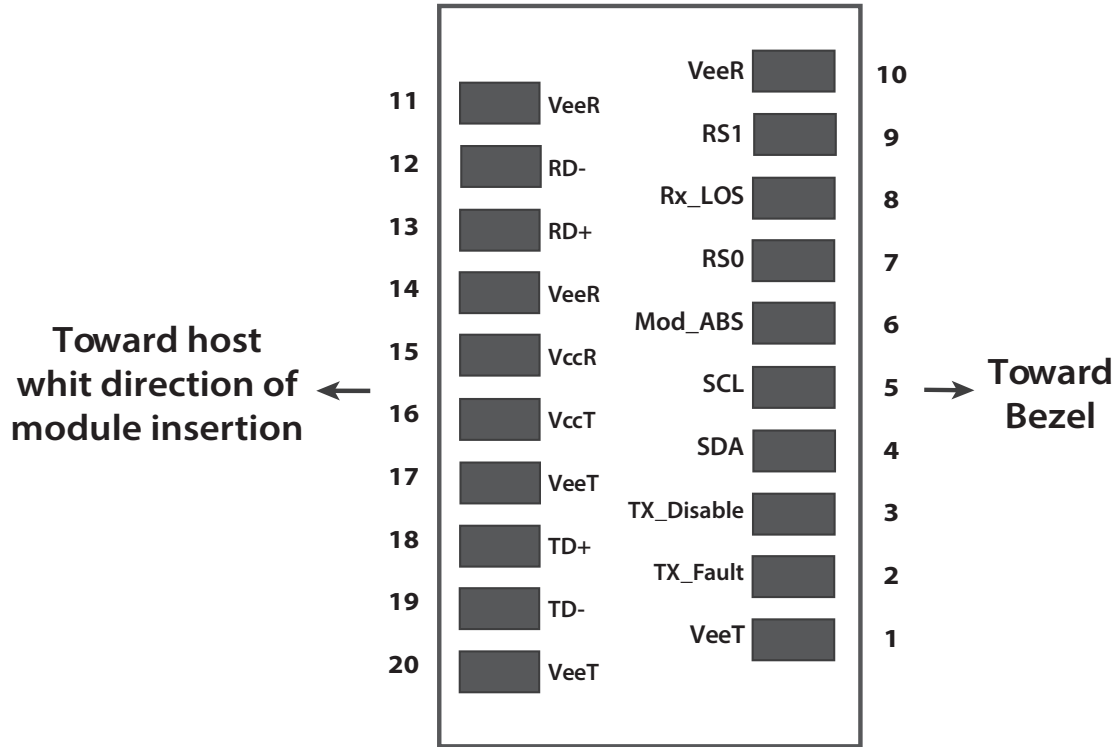 VeeR 10
11 VeeR
RS1 9
12 RD-
Rx_LOS 8
13 RD+
RS0 7
14 VeeR
Mod_ABS 6
15 VccR
SCL 5
16 VccT
SDA 4
17 VeeT
TX_Disable 3
18 TD+
TX_Fault 2
19 TD-
VeeT 1
20 VeeT
Toward host
whit direction of
module insertion
Toward
Bezel